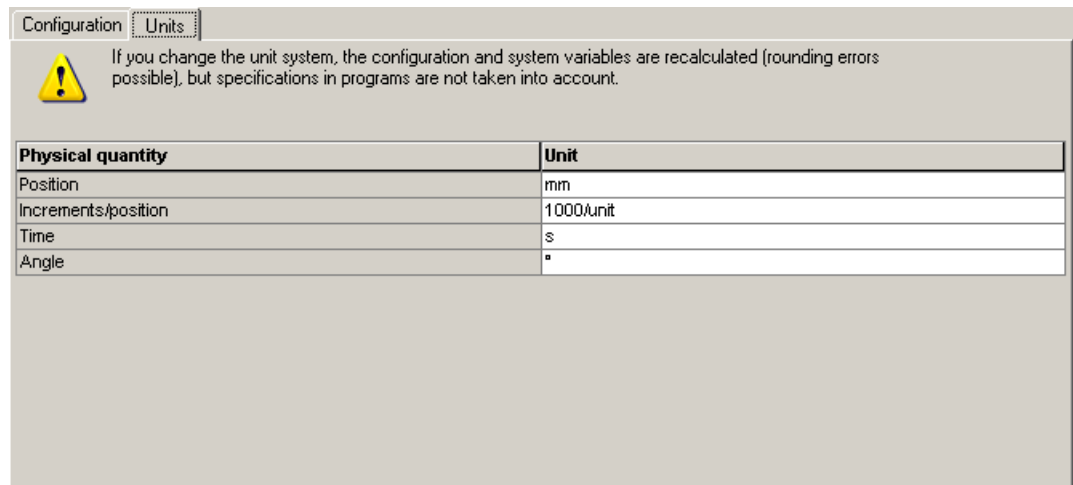 Configuration Units
If you change the unit system, the configuration and system variables are recalculated (rounding errors
possible), but specifications in programs are not taken into account.
Physical quantity Unit
Position mm
Increments/position 1000/unit
Time s
Angle °